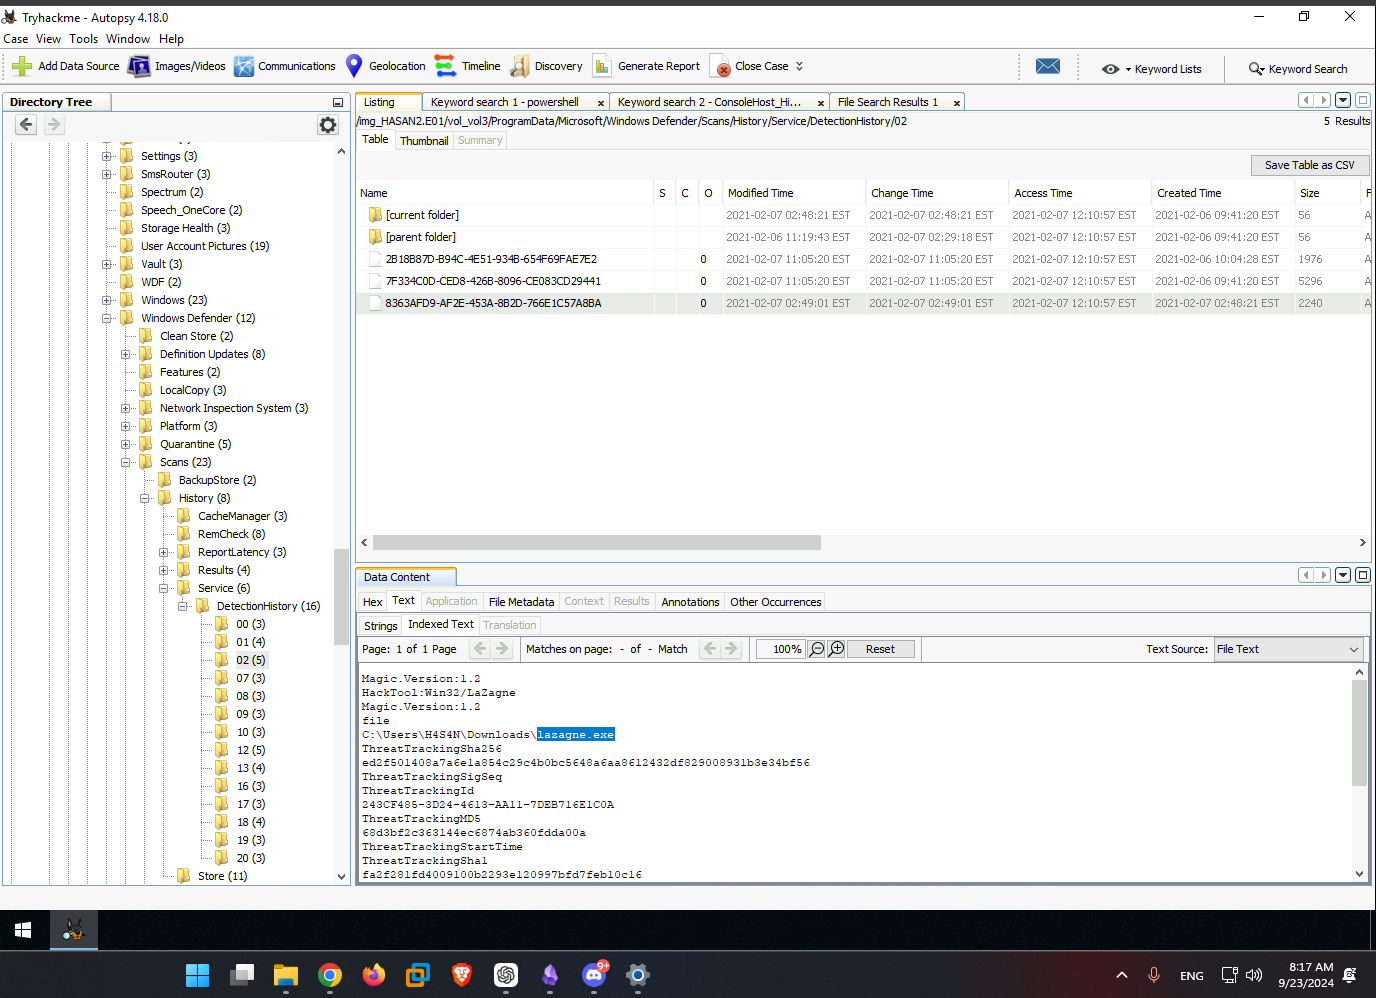 Tryhackme - Autopsy 4.18.0
Case View Tools Window Help
Add Data Source Images/Videos Communications Geolocation Timeline Discovery Generate Report Close Case Keyword Lists Keyword Search
Directory Tree
Settings (3)
SmsRouter (3)
Spectrum (2)
Speech_OneCore (2)
Storage Health (3)
User Account Pictures (19)
Vault (3)
WDF (2)
Windows (23)
Windows Defender (12)
Clean Store (2)
Definition Updates (8)
Features (2)
LocalCopy (3)
Network Inspection System (3)
Platform (3)
Quarantine (5)
Scans (23)
BackupStore (2)
History (8)
CacheManager (3)
RemCheck (8)
ReportLatency (3)
Results (4)
Service (6)
DetectionHistory (16)
00 (3)
01 (4)
02 (5)
07 (3)
08 (3)
09 (3)
10 (3)
12 (5)
13 (4)
16 (3)
17 (3)
18 (4)
19 (3)
20 (3)
Store (11)
Listing Keyword search 1 - powershell × Keyword search 2 - ConsoleHost_Hi... × File Search Results 1 ×
/img_HASAN2.E01/vol_vol3/ProgramData/Microsoft/Windows Defender/Scans/History/Service/DetectionHistory/02 5 Results
Table Thumbnail Summary
Save Table as CSV
Name S C O Modified Time Change Time Access Time Created Time Size F
[current folder] 2021-02-07 02:48:21 EST 2021-02-07 02:48:21 EST 2021-02-07 12:10:57 EST 2021-02-06 09:41:20 EST 56 A
[parent folder] 2021-02-06 11:19:43 EST 2021-02-07 02:29:18 EST 2021-02-07 12:10:57 EST 2021-02-06 09:41:20 EST 56 A
2B18B87D-B94C-4E51-934B-654F69FAE7E2 0 2021-02-07 11:05:20 EST 2021-02-07 11:05:20 EST 2021-02-07 12:10:57 EST 2021-02-06 10:04:28 EST 1976 A
7F334C0D-CED8-426B-8096-CE083CD29441 0 2021-02-07 11:05:20 EST 2021-02-07 11:05:20 EST 2021-02-07 12:10:57 EST 2021-02-06 09:41:20 EST 5296 A
8363AFD9-AF2E-453A-8B2D-766E1C57A8BA 0 2021-02-07 02:49:01 EST 2021-02-07 02:49:01 EST 2021-02-07 12:10:57 EST 2021-02-07 02:48:21 EST 2240 A
Data Content
Hex Text Application File Metadata Context Results Annotations Other Occurrences
Strings Indexed Text Translation
Page: 1 of 1 Page Matches on page: - of - Match 100% Reset Text Source: File Text
Magic.Version:1.2
HackTool:Win32/LaZagne
Magic.Version:1.2
file
C:\Users\H4S4N\Downloads\lazagne.exe
ThreatTrackingSha256
ed2f501408a7a6e1a854c29c4b0bc5648a6aa8612432df829008931b3e34bf56
ThreatTrackingSigSeq
ThreatTrackingId
243CF485-3D24-4613-AA11-7DEB716E1C0A
ThreatTrackingMD5
68d3bf2c363144ec6874ab360fdda00a
ThreatTrackingStartTime
ThreatTrackingSha1
fa2f281fd4009100b2293e120997bfd7feb10c16
9+
ENG
8:17 AM
9/23/2024